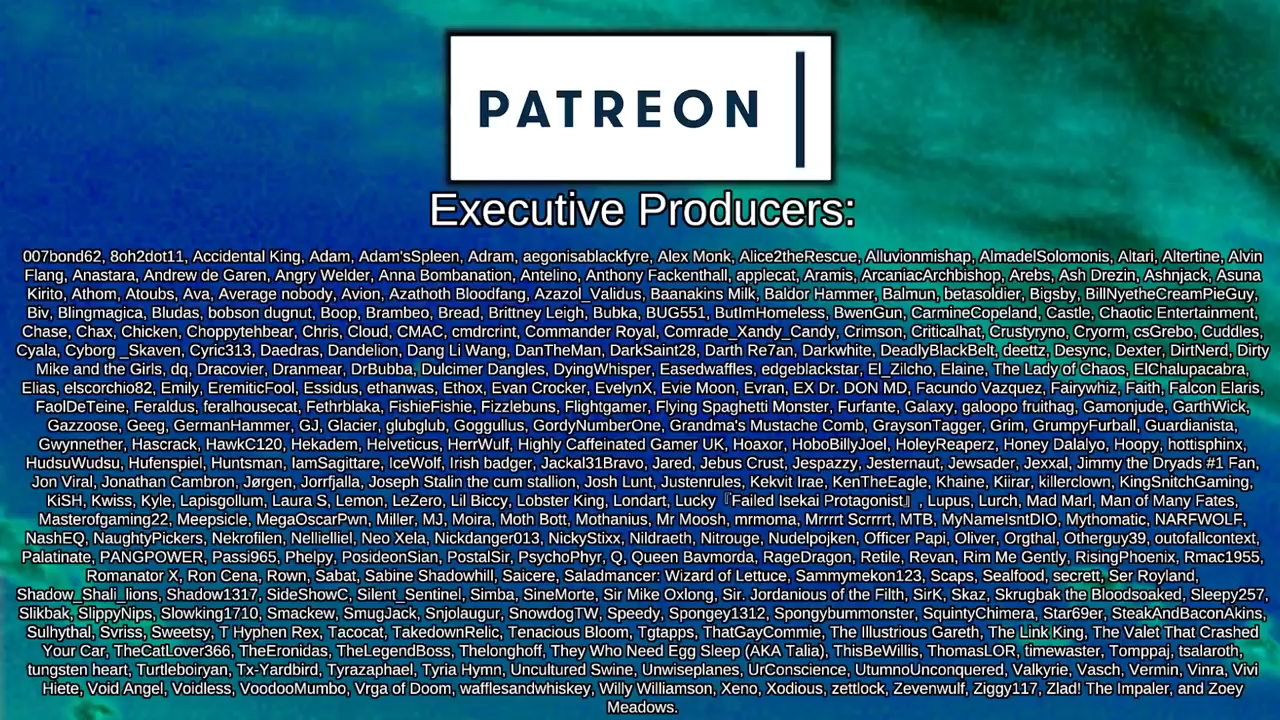 PATREON
Executive Producers:
007bond62, 8oh2dot11, Accidental King, Adam, Adam'sSpleen, Adram, aegonisablackfyre, Alex Monk, Alice2theRescue, Alluvionmishap, AlmadelSolomonis, Altari, Altertine, Alvin
Flang, Anastara, Andrew de Garen, Angry Welder, Anna Bombanation, Antelino, Anthony Fackenthall, applecat, Aramis, ArcaniacArchbishop, Arebs, Ash Drezin, Ashnjack, Asuna
Kirito, Athom, Atoubs, Ava, Average nobody, Avion, Azathoth Bloodfang, Azazol_Validus, Baanakins Milk, Baldor Hammer, Balmun, betasoldier, Bigsby, BillNyetheCreamPieGuy,
Biv, Blingmagica, Bludas, bobson dugnut, Boop, Brambeo, Bread, Brittney Leigh, Bubka, BUG551, ButImHomeless, BwenGun, CarmineCopeland, Castle, Chaotic Entertainment,
Chase, Chax, Chicken, Choppytehbear, Chris, Cloud, CMAC, cmdrcrint, Commander Royal, Comrade_Xandy_Candy, Crimson, Criticalhat, Crustyryno, Cryorm, csGrebo, Cuddles,
Cyala, Cyborg _Skaven, Cyric313, Daedras, Dandelion, Dang Li Wang, DanTheMan, DarkSaint28, Darth Re7an, Darkwhite, DeadlyBlackBelt, deettz, Desync, Dexter, DirtNerd, Dirty
Mike and the Girls, dq, Dracovier, Dranmear, DrBubba, Dulcimer Dangles, DyingWhisper, Easedwaffles, edgeblackstar, El_Zilcho, Elaine, The Lady of Chaos, ElChalupacabra,
Elias, elscorchio82, Emily, EremiticFool, Essidus, ethanwas, Ethox, Evan Crocker, EvelynX, Evie Moon, Evran, EX Dr. DON MD, Facundo Vazquez, Fairywhiz, Faith, Falcon Elaris,
FaolDeTeine, Feraldus, feralhousecat, Fethrblaka, FishieFishie, Fizzlebuns, Flightgamer, Flying Spaghetti Monster, Furfante, Galaxy, galoopo fruithag, Gamonjude, GarthWick,
Gazzoose, Geeg, GermanHammer, GJ, Glacier, glubglub, Goggullus, GordyNumberOne, Grandma's Mustache Comb, GraysonTagger, Grim, GrumpyFurball, Guardianista,
Gwynnether, Hascrack, HawkC120, Hekadem, Helveticus, HerrWulf, Highly Caffeinated Gamer UK, Hoaxor, HoboBillyJoel, HoleyReaperz, Honey Dalalyo, Hoopy, hottisphinx,
HudsuWudsu, Hufenspiel, Huntsman, IamSagittare, IceWolf, Irish badger, Jackal31Bravo, Jared, Jebus Crust, Jespazzy, Jesternaut, Jewsader, Jexxal, Jimmy the Dryads #1 Fan,
Jon Viral, Jonathan Cambron, Jørgen, Jorrfjalla, Joseph Stalin the cum stallion, Josh Lunt, Justenrules, Kekvit Irae, KenTheEagle, Khaine, Kiirar, killerclown, KingSnitchGaming,
KiSH, Kwiss, Kyle, Lapisgollum, Laura S, Lemon, LeZero, Lil Biccy, Lobster King, Londart, Lucky『Failed Isekai Protagonist』, Lupus, Lurch, Mad Marl, Man of Many Fates,
Masterofgaming22, Meepsicle, MegaOscarPwn, Miller, MJ, Moira, Moth Bott, Mothanius, Mr Moosh, mrmoma, Mrrrrt Scrrrrt, MTB, MyNameIsntDIO, Mythomatic, NARFWOLF,
NashEQ, NaughtyPickers, Nekrofilen, Nellielliel, Neo Xela, Nickdanger013, NickyStixx, Nildraeth, Nitrouge, Nudelpojken, Officer Papi, Oliver, Orgthal, Otherguy39, outofallcontext,
Palatinate, PANGPOWER, Passi965, Phelpy, PosideonSian, PostalSir, PsychoPhyr, Q, Queen Bavmorda, RageDragon, Retile, Revan, Rim Me Gently, RisingPhoenix, Rmac1955,
Romanator X, Ron Cena, Rown, Sabat, Sabine Shadowhill, Saicere, Saladmancer: Wizard of Lettuce, Sammymekon123, Scaps, Sealfood, secrett, Ser Royland,
Shadow_Shali_lions, Shadow1317, SideShowC, Silent_Sentinel, Simba, SineMorte, Sir Mike Oxlong, Sir. Jordanious of the Filth, SirK, Skaz, Skrugbak the Bloodsoaked, Sleepy257,
Slikbak, SlippyNips, Slowking1710, Smackew, SmugJack, Snjolaugur, SnowdogTW, Speedy, Spongey1312, Spongybummonster, SquintyChimera, Star69er, SteakAndBaconAkins,
Sulhythal, Svriss, Sweetsy, T Hyphen Rex, Tacocat, TakedownRelic, Tenacious Bloom, Tgtapps, ThatGayCommie, The Illustrious Gareth, The Link King, The Valet That Crashed
Your Car, TheCatLover366, TheEronidas, TheLegendBoss, Thelonghoff, They Who Need Egg Sleep (AKA Talia), ThisBeWillis, ThomasLOR, timewaster, Tomppaj, tsalaroth,
tungsten heart, Turtleboiryan, Tx-Yardbird, Tyrazaphael, Tyria Hymn, Uncultured Swine, Unwiseplanes, UrConscience, UtumnoUnconquered, Valkyrie, Vasch, Vermin, Vinra, Vivi
Hiete, Void Angel, Voidless, VoodooMumbo, Vrga of Doom, wafflesandwhiskey, Willy Williamson, Xeno, Xodious, zettlock, Zevenwulf, Ziggy117, Zlad! The Impaler, and Zoey
Meadows.